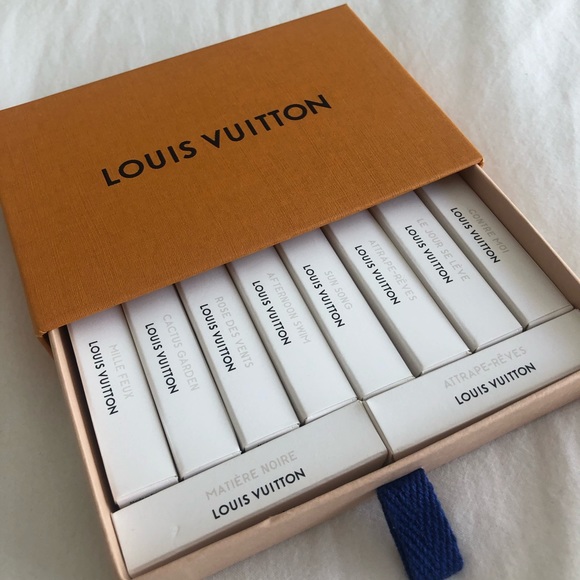 LOUIS VUITTON
MILLE FEUX
LOUIS VUITTON
CACTUS GARDEN
LOUIS VUITTON
ROSE DES VENTS
LOUIS VUITTON
AFTERNOON SWIM
LOUIS VUITTON
SUN SONG
LOUIS VUITTON
ATTRAPE-RÊVES
LOUIS VUITTON
LE JOUR SE LÈVE
LOUIS VUITTON
CONTRE MOI
LOUIS VUITTON
MATIÈRE NOIRE
LOUIS VUITTON
ATTRAPE-RÊVES
LOUIS VUITTON